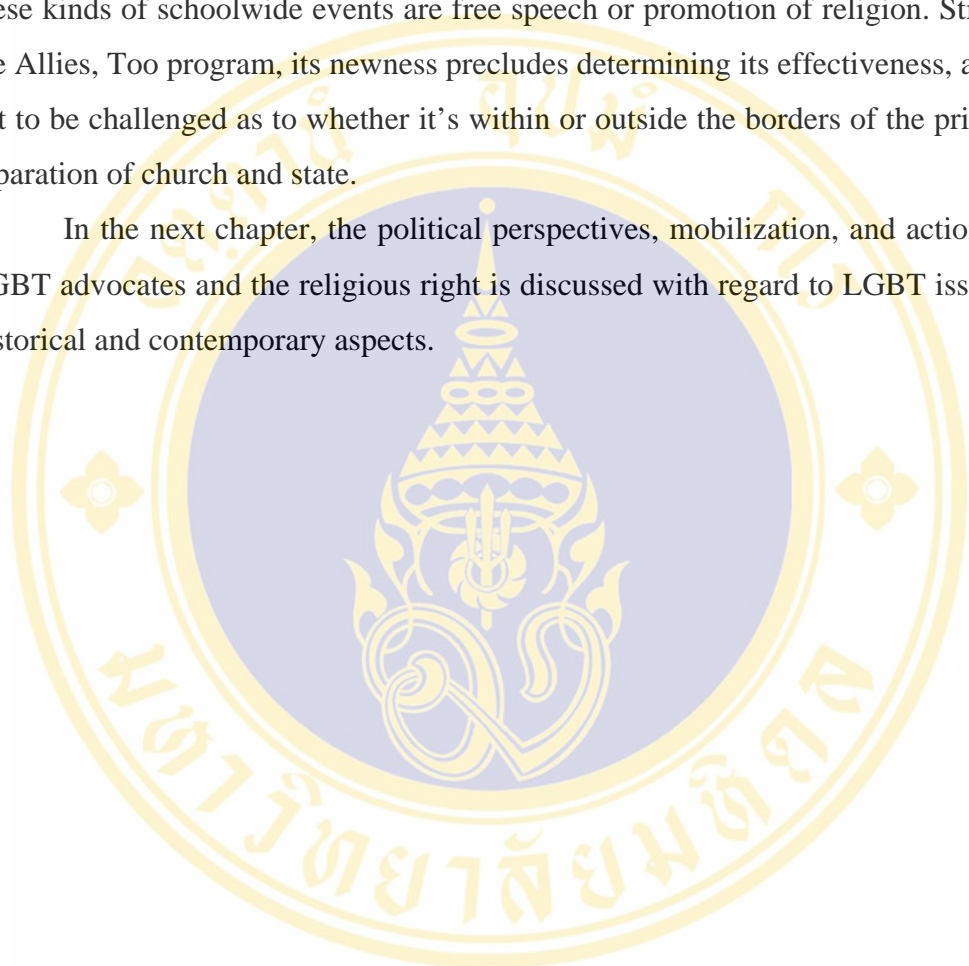 ese kinds of schoolwide events are free speech or promotion of religion.
e Allies, Too program, its newness precludes determining its effectiveness, a
t to be challenged as to whether it’s within or outside the borders of the pri
paration of church and state.
In the next chapter, the political perspectives, mobilization, and actio
GBT advocates and the religious right is discussed with regard to LGBT iss
storical and contemporary aspects.
มหาวิทยาลัยมหิดล